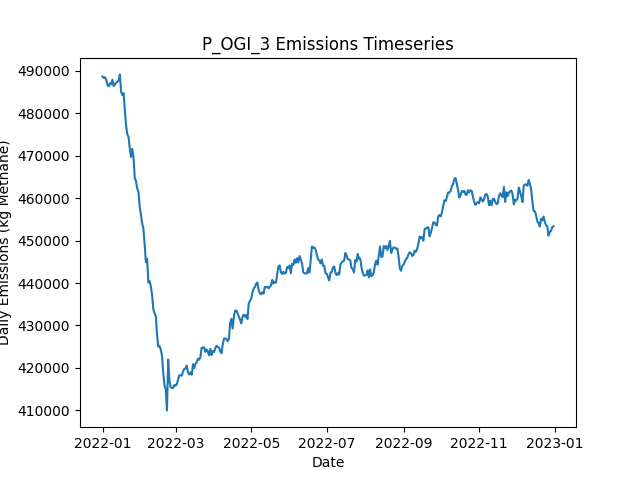 P_OGI_3 Emissions Timeseries
Daily Emissions (kg Methane)
490000
480000
470000
460000
450000
440000
430000
420000
410000
2022-01 2022-03 2022-05 2022-07 2022-09 2022-11 2023-01
Date